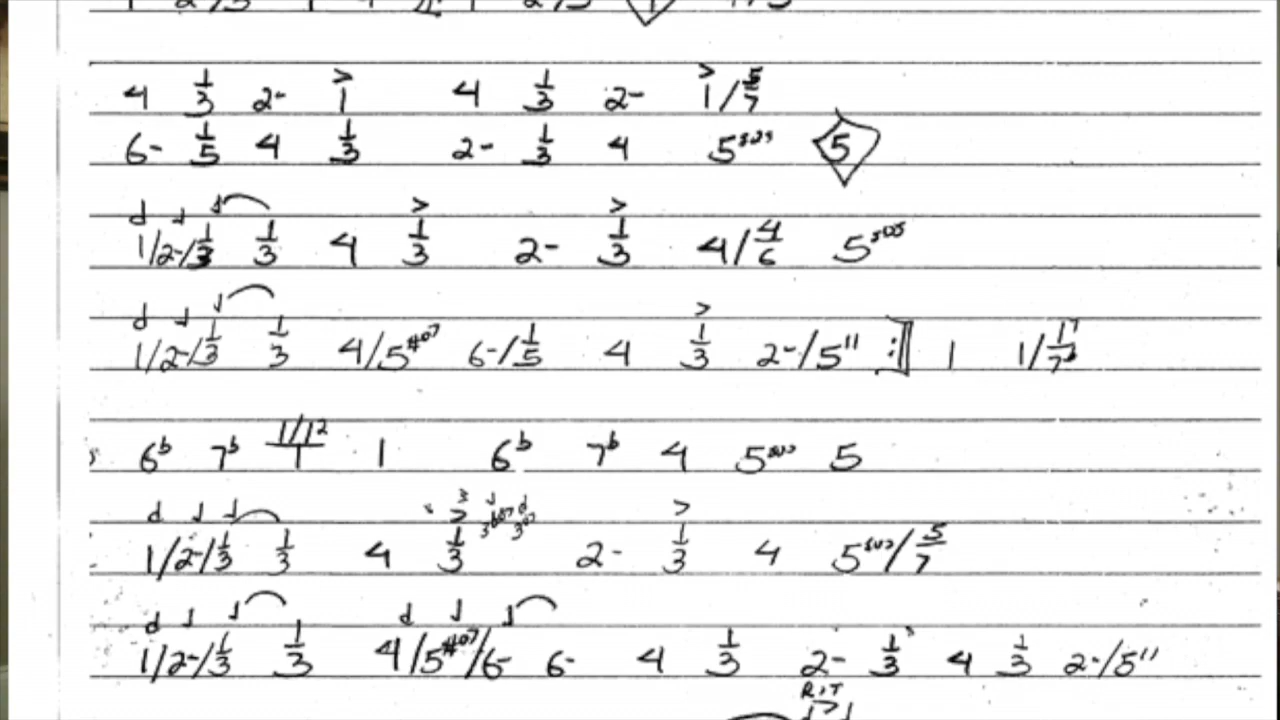 4 1/3 2- 1 4 1/3 2- 1/5/7
6- 1/5 4 1/3 2- 1/3 4 5sus 5
1/2-/1/3 1/3 4 1/3 2- 1/3 4/4/6 5sus
1/2-/1/3 1/3 4/5#o7 6-/1/5 4 1/3 2-/5 11 :|| 1
6b 7b 1/1²/1 1 6b 7b 4 5sus 5
1/2-/1/3 1/3 4 1/3 2- 1/3 4 5sus/5/7
1/2-/1/3 1/3 4/5#o7/6- 6- 4 1/3 2- 1/3 4 1/3 2-/5 11
RIT